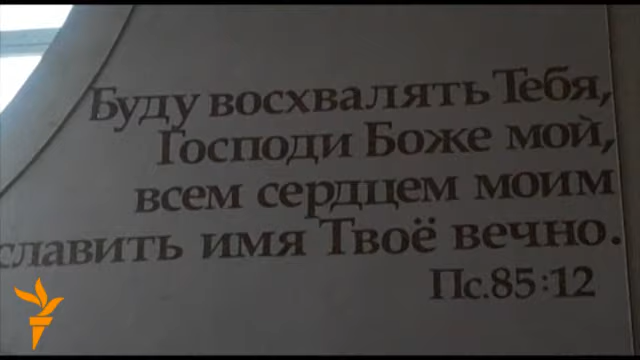 Буду восхвалять Тебя,
Господи Боже мой,
всем сердцем моим
славить имя Твоё вечно.
Пс.85:12